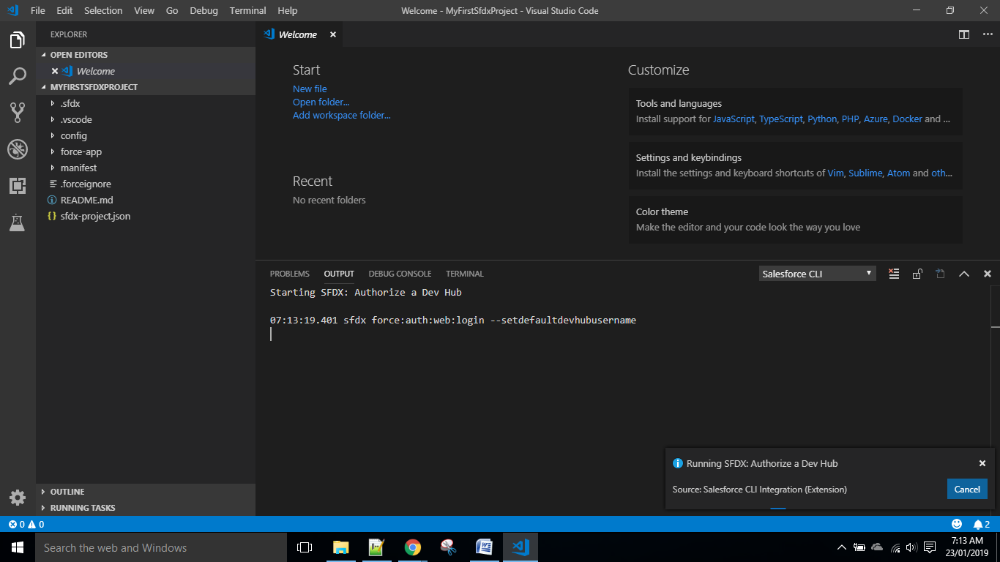 File Edit Selection View Go Debug Terminal Help
Welcome - MyFirstSfdxProject - Visual Studio Code
EXPLORER
OPEN EDITORS
Welcome
MYFIRSTSFDXPROJECT
.sfdx
.vscode
config
force-app
manifest
.forceignore
README.md
sfdx-project.json
OUTLINE
RUNNING TASKS
Welcome
Start
New file
Open folder...
Add workspace folder...
Recent
No recent folders
Customize
Tools and languages
Install support for JavaScript, TypeScript, Python, PHP, Azure, Docker and ...
Settings and keybindings
Install the settings and keyboard shortcuts of Vim, Sublime, Atom and oth...
Color theme
Make the editor and your code look the way you love
PROBLEMS OUTPUT DEBUG CONSOLE TERMINAL
Salesforce CLI
Starting SFDX: Authorize a Dev Hub
07:13:19.401 sfdx force:auth:web:login --setdefaultdevhubusername
Running SFDX: Authorize a Dev Hub
Source: Salesforce CLI Integration (Extension)
Cancel
0 0
2
Search the web and Windows
7:13 AM
23/01/2019